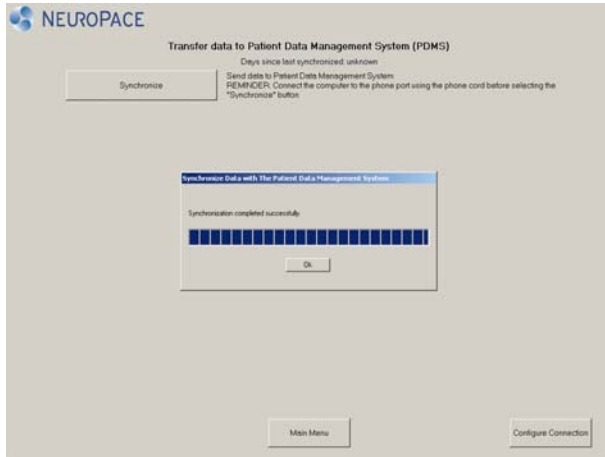 NEUROPACE
Transfer data to Patient Data Management System (PDMS)
Days since last synchronized: unknown
Synchronize
Send data to Patient Data Management System
REMINDER: Connect the computer to the phone port using the phone cord before selecting the
"Synchronize" button
Synchronize Data with The Patient Data Management System
Synchronization completed successfully.
Ok
Main Menu
Configure Connection